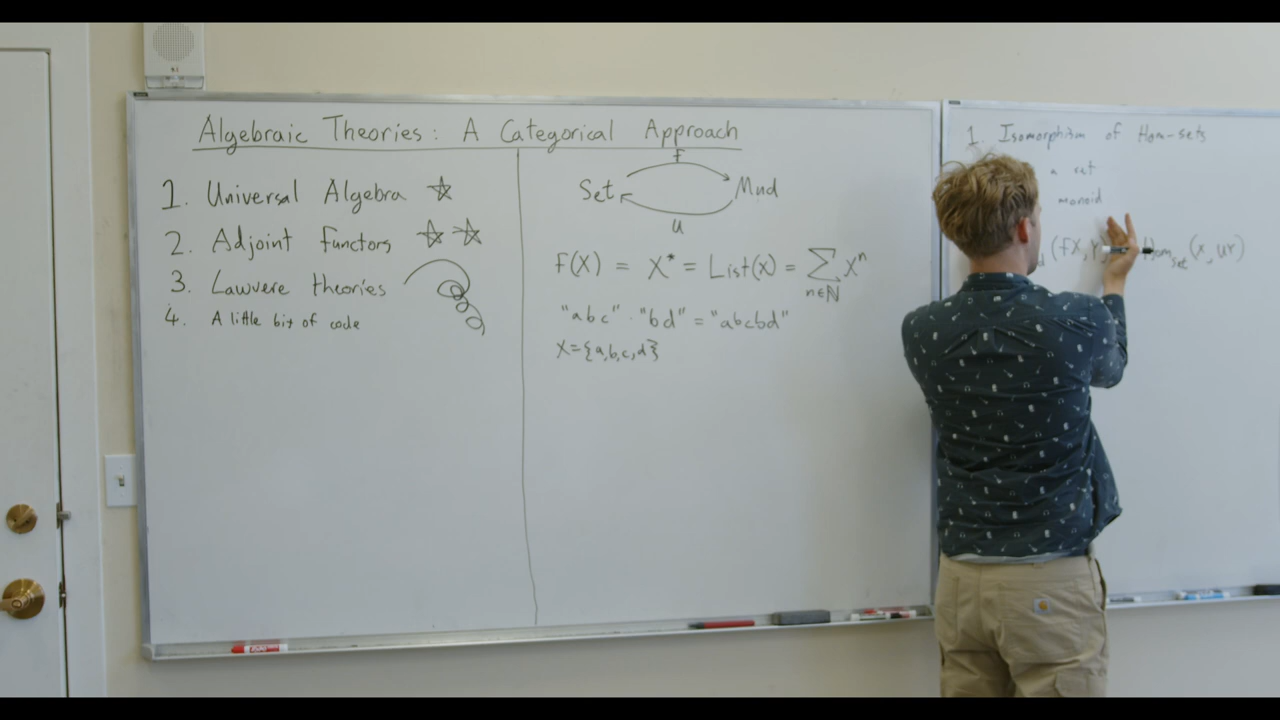 Algebraic Theories: A Categorical Approach
1. Universal Algebra ☆
2. Adjoint Functors ☆ ☆
3. Lawvere theories
4. A little bit of code
F
Set Mnd
U
F(X) = X* = List(X) = ∑ Xⁿ
n∈ℕ
"abc" · "bd" = "abcbd"
X={a,b,c,d}
1. Isomorphism of Hom-sets
a set
monoid
(FX, Y) Hom_Set (X, UY)